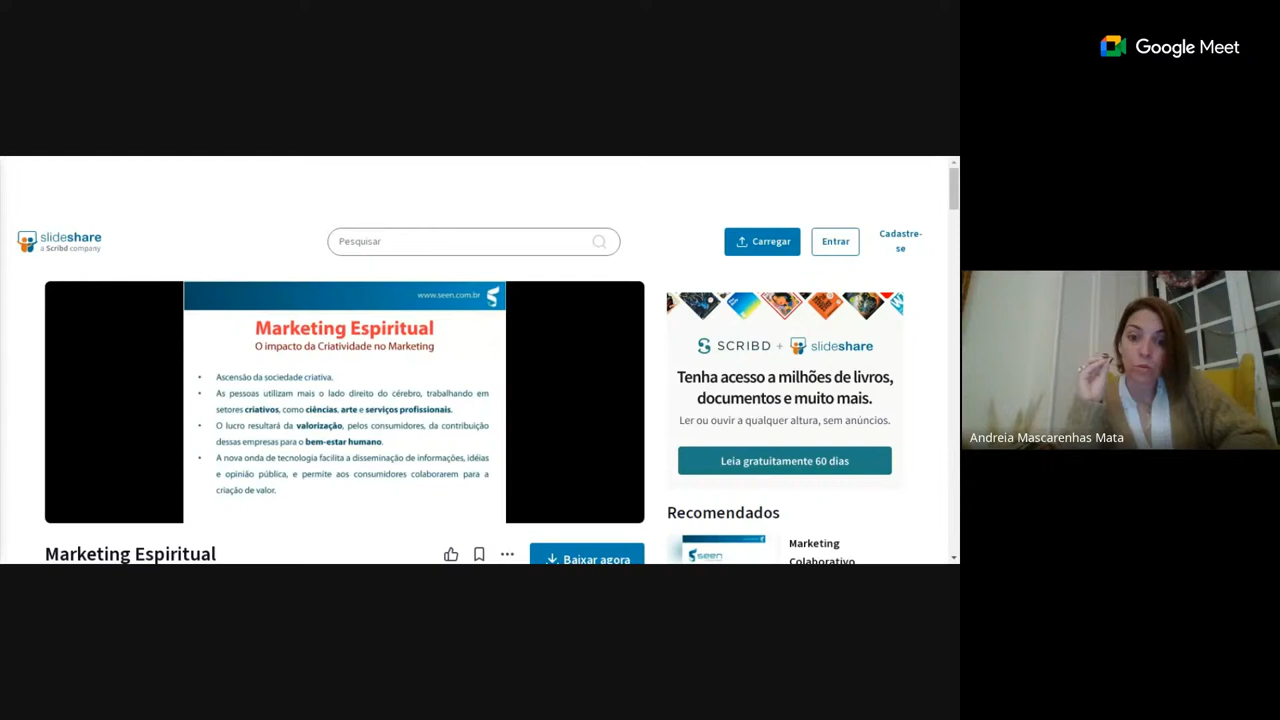 Google Meet
slideshare
a Scribd company
Pesquisar
Carregar
Entrar
Cadastre-
se
www.seen.com.br
Marketing Espiritual
O impacto da Criatividade no Marketing
• Ascensão da sociedade criativa.
• As pessoas utilizam mais o lado direito do cérebro, trabalhando em
setores criativos, como ciências, arte e serviços profissionais.
• O lucro resultará da valorização, pelos consumidores, da contribuição
dessas empresas para o bem-estar humano.
• A nova onda de tecnologia facilita a disseminação de informações, idéias
e opinião pública, e permite aos consumidores colaborarem para a
criação de valor.
SCRIBD + slideshare
Tenha acesso a milhões de livros,
documentos e muito mais.
Ler ou ouvir a qualquer altura, sem anúncios.
Leia gratuitamente 60 dias
Recomendados
seen
Marketing
Colaborativo
Marketing Espiritual
Baixar agora
Andreia Mascarenhas Mata